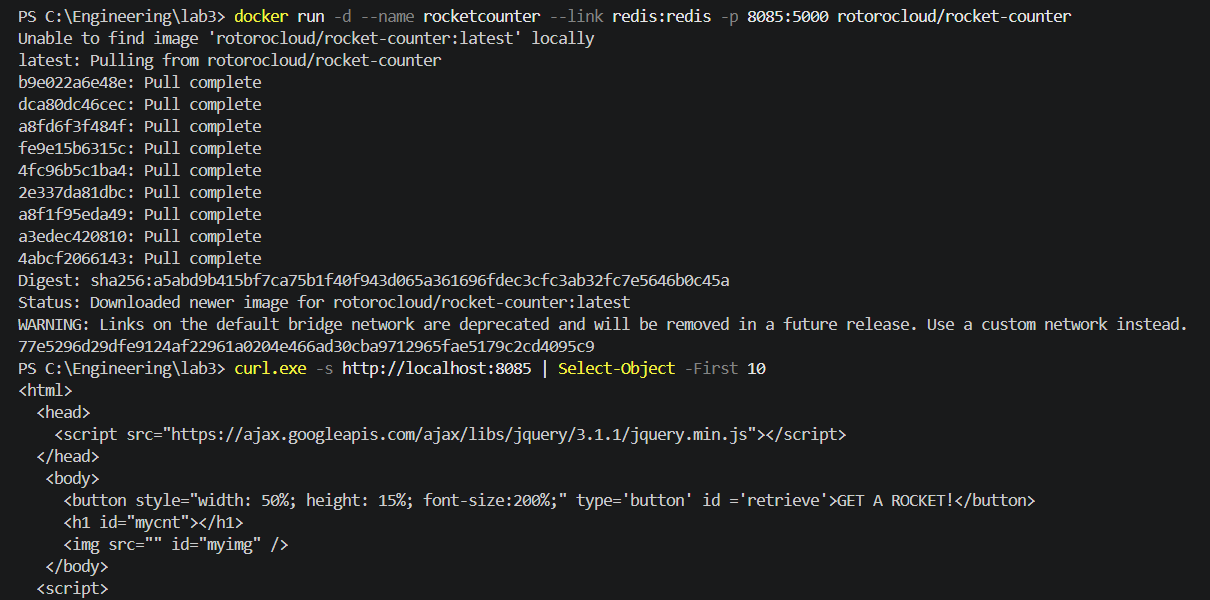 PS C:\Engineering\lab3> docker run -d --name rocketcounter --link redis:redis -p 8085:5000 rotorocloud/rocket-counter
Unable to find image 'rotorocloud/rocket-counter:latest' locally
latest: Pulling from rotorocloud/rocket-counter
b9e022a6e48e: Pull complete
dca80dc46cec: Pull complete
a8fd6f3f484f: Pull complete
fe9e15b6315c: Pull complete
4fc96b5c1ba4: Pull complete
2e337da81dbc: Pull complete
a8f1f95eda49: Pull complete
a3edec420810: Pull complete
4abcf2066143: Pull complete
Digest: sha256:a5abd9b415bf7ca75b1f40f943d065a361696fdec3cfc3ab32fc7e5646b0c45a
Status: Downloaded newer image for rotorocloud/rocket-counter:latest
WARNING: Links on the default bridge network are deprecated and will be removed in a future release. Use a custom network instead.
77e5296d29dfe9124af22961a0204e466ad30cba9712965fae5179c2cd4095c9
PS C:\Engineering\lab3> curl.exe -s http://localhost:8085 | Select-Object -First 10
<html>
  <head>
    <script src="https://ajax.googleapis.com/ajax/libs/jquery/3.1.1/jquery.min.js"></script>
  </head>
   <body>
     <button style="width: 50%; height: 15%; font-size:200%;" type='button' id ='retrieve'>GET A ROCKET!</button>
     <h1 id="mycnt"></h1>
     <img src="" id="myimg" />
   </body>
  <script>